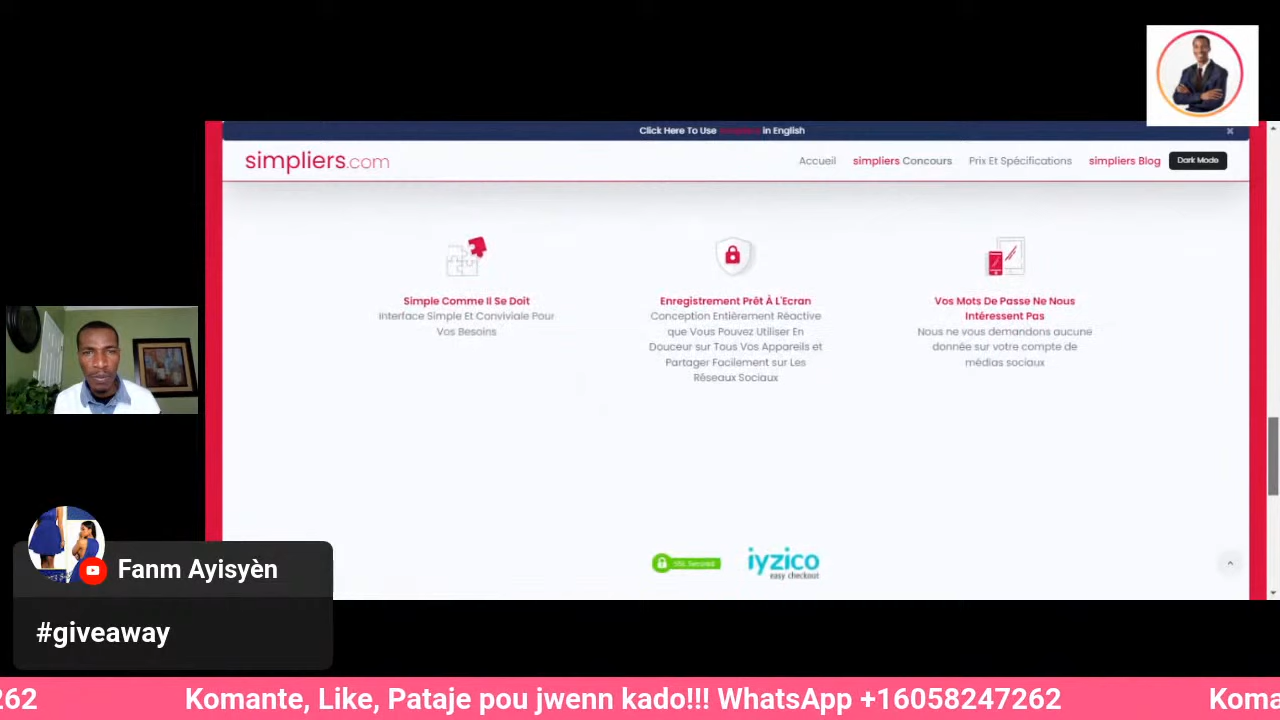 Click Here To Use simpliers in English
simpliers.com
Accueil simpliers Concours Prix Et Spécifications simpliers Blog Dark Mode
Simple Comme Il Se Doit
Interface Simple Et Conviviale Pour
Vos Besoins
Enregistrement Prêt À L'Ecran
Conception Entièrement Réactive
que Vous Pouvez Utiliser En
Douceur sur Tous Vos Appareils et
Partager Facilement sur Les
Réseaux Sociaux
Vos Mots De Passe Ne Nous
Intéressent Pas
Nous ne vous demandons aucune
donnée sur votre compte de
médias sociaux
SSL Secured
iyzico
easy checkout
Fanm Ayisyèn
#giveaway
262 Komante, Like, Pataje pou jwenn kado!!! WhatsApp +16058247262 Koma